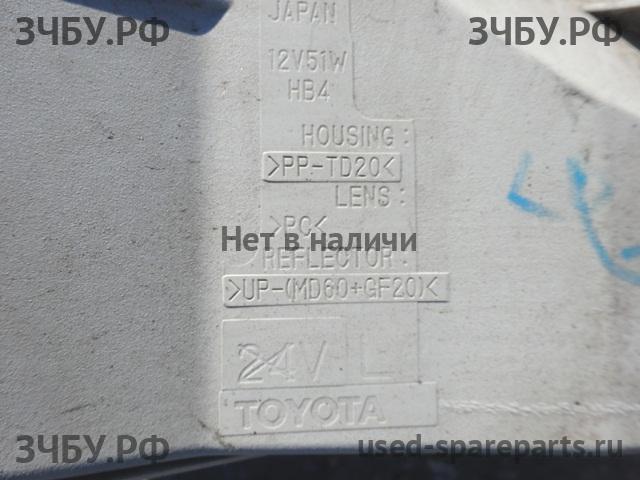 ЗЧБУ.РФ
ЗЧБУ.РФ
JAPAN
12V51W
HB4
HOUSING:
>PP-TD20<
LENS:
>PC<
Нет в наличии
REFLECTOR:
>UP-(MD60+GF20)<
24V L
TOYOTA
ЗЧБУ.РФ
used-spareparts.ru